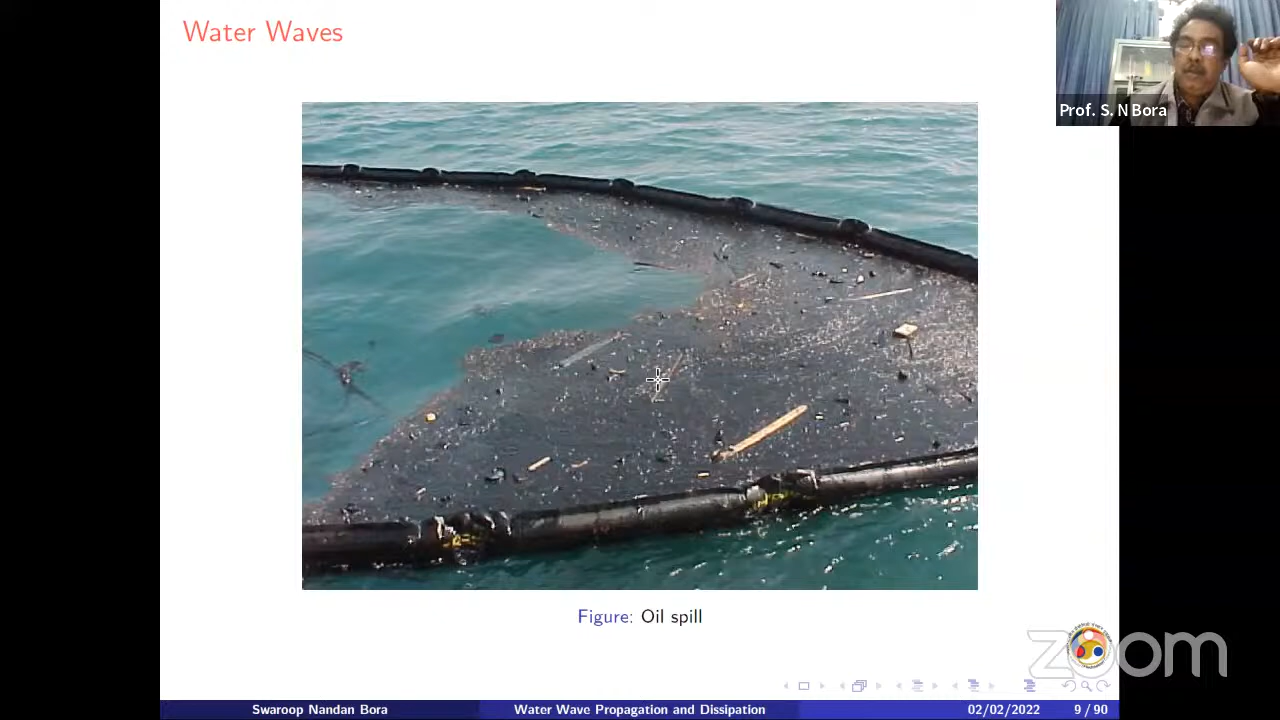 Water Waves
Prof. S. N Bora
Figure: Oil spill
zoom
Swaroop Nandan Bora
Water Wave Propagation and Dissipation
02/02/2022
9 / 90